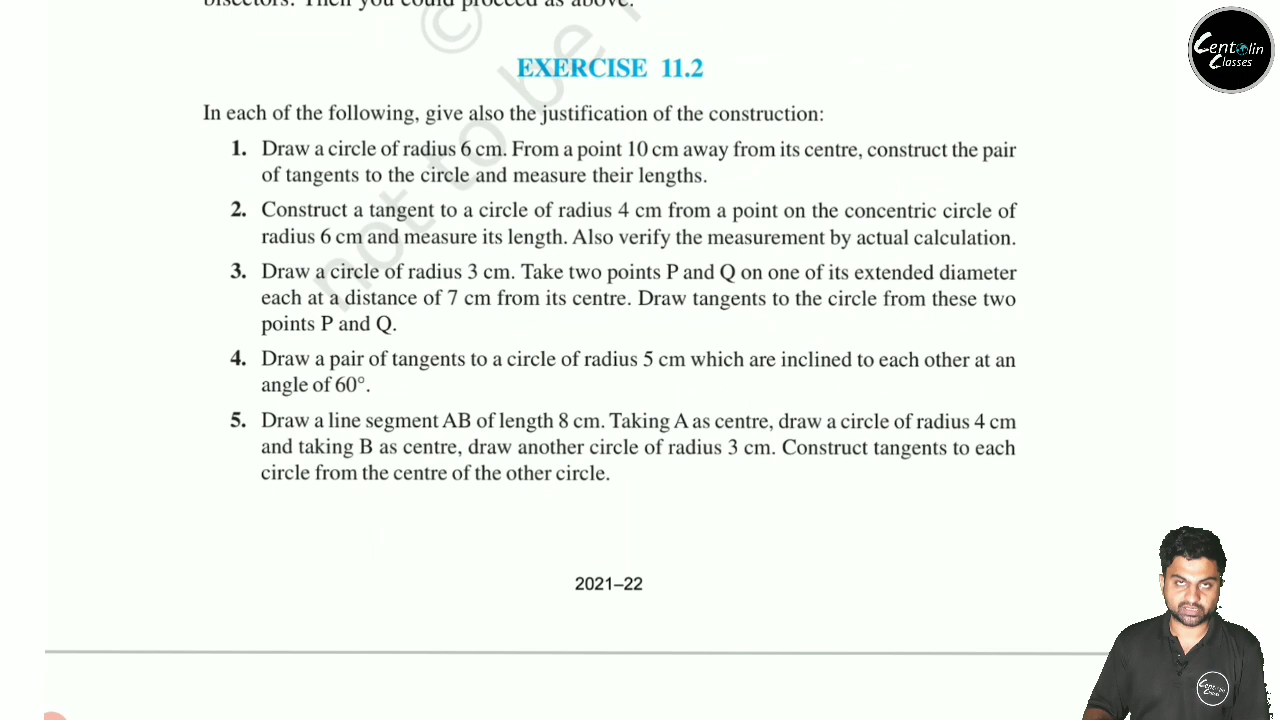 bisectors. Then you could proceed as above.
© not to be r
EXERCISE 11.2
Centolin
Classes
In each of the following, give also the justification of the construction:
1. Draw a circle of radius 6 cm. From a point 10 cm away from its centre, construct the pair
of tangents to the circle and measure their lengths.
2. Construct a tangent to a circle of radius 4 cm from a point on the concentric circle of
radius 6 cm and measure its length. Also verify the measurement by actual calculation.
3. Draw a circle of radius 3 cm. Take two points P and Q on one of its extended diameter
each at a distance of 7 cm from its centre. Draw tangents to the circle from these two
points P and Q.
4. Draw a pair of tangents to a circle of radius 5 cm which are inclined to each other at an
angle of 60°.
5. Draw a line segment AB of length 8 cm. Taking A as centre, draw a circle of radius 4 cm
and taking B as centre, draw another circle of radius 3 cm. Construct tangents to each
circle from the centre of the other circle.
2021–22
Centolin
Classes